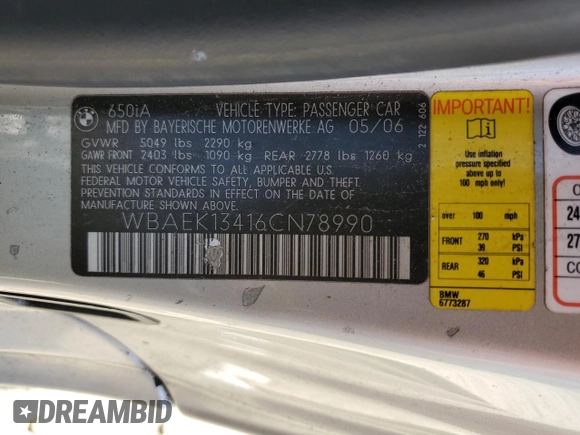 BMW
650iA VEHICLE TYPE: PASSENGER CAR
MFD BY BAYERISCHE MOTORENWERKE AG 05/06
GVWR 5049 lbs 2290 kg
GAWR FRONT 2403 lbs 1090 kg REAR 2778 lbs 1260 kg
THIS VEHICLE CONFORMS TO ALL APPLICABLE U.S.
FEDERAL MOTOR VEHICLE SAFETY, BUMPER AND THEFT
PREVENTION STANDARDS IN EFFECT ON THE DATE OF
MANUFACTURE SHOWN ABOVE.
WBAEK13416CN78990
2 122 606
IMPORTANT!
Use inflation
pressure specified
above up to
100 mph only!
over 100 mph
FRONT 270 kPa
39 PSI
REAR 320 kPa
46 PSI
BMW
6773287
24
27
CO
DREAMBID